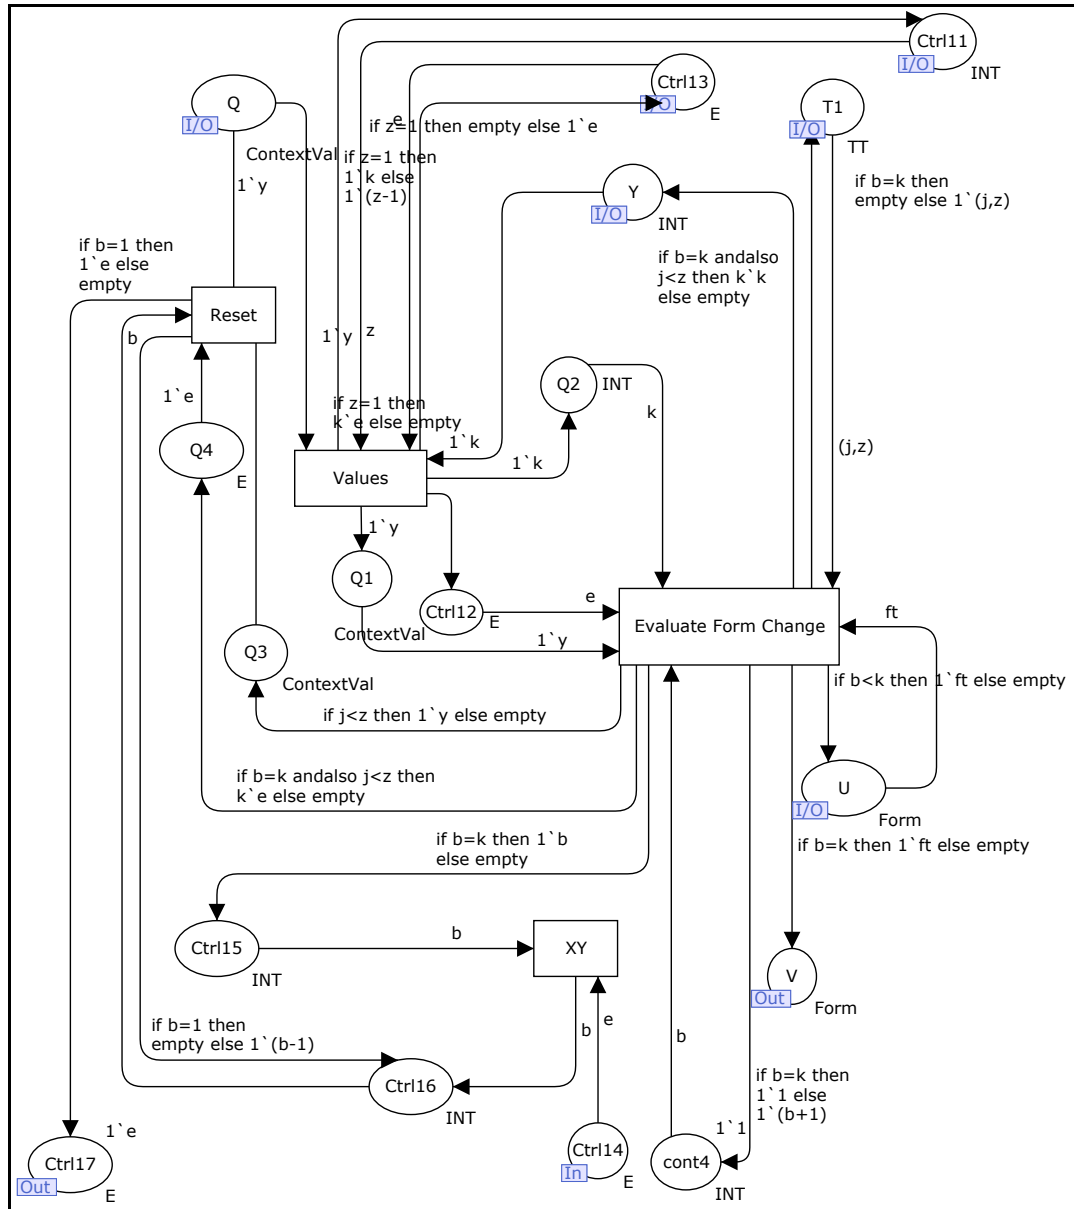 Ctrl11
I/O
INT
Ctrl13
I/O
E
Q
I/O
ContextVal
T1
I/O
TT
e
if z=1 then empty else 1`e
if z=1 then
1`k else
1`(z-1)
1`y
Y
I/O
INT
if b=k then
empty else 1`(j,z)
if b=1 then
1`e else
empty
if b=k andalso
j<z then k`k
else empty
Reset
b
1`y
z
Q2
INT
1`e
if z=1 then
k`e else empty
k
Q4
E
1`k
1`k
(j,z)
Values
1`y
Q1
ContextVal
Ctrl12
E
e
Evaluate Form Change
ft
1`y
Q3
ContextVal
if b<k then 1`ft else empty
if j<z then 1`y else empty
if b=k andalso j<z then
k`e else empty
U
I/O
Form
if b=k then 1`b
else empty
if b=k then 1`ft else empty
Ctrl15
INT
b
XY
V
Out
Form
if b=1 then
empty else 1`(b-1)
b
e
b
Ctrl16
INT
if b=k then
1`1 else
1`(b+1)
1`e
1`1
Ctrl17
Out
E
Ctrl14
In
E
cont4
INT